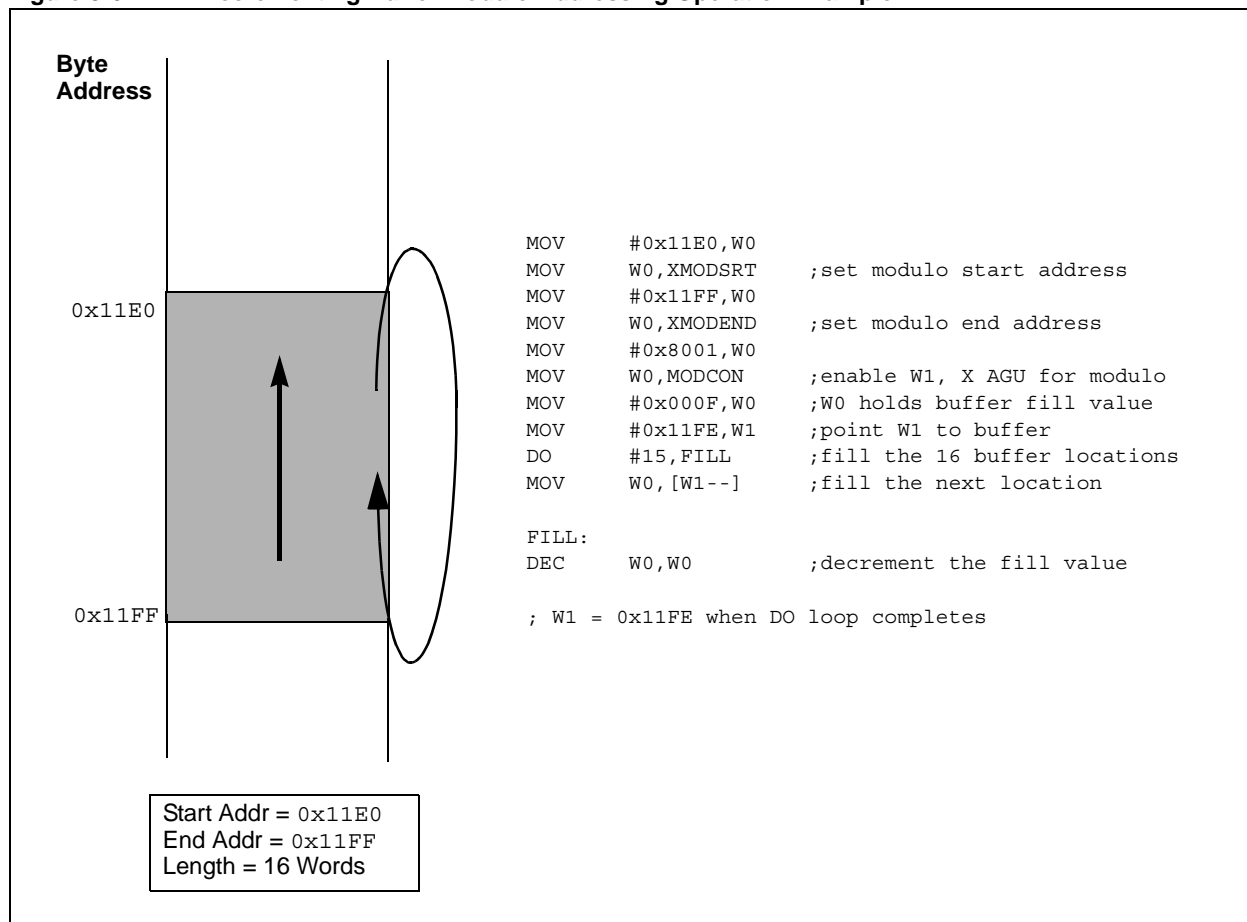 Byte
Address
0x11E0
0x11FF
MOV #0x11E0,W0
MOV W0,XMODSRT ;set modulo start address
MOV #0x11FF,W0
MOV W0,XMODEND ;set modulo end address
MOV #0x8001,W0
MOV W0,MODCON ;enable W1, X AGU for modulo
MOV #0x000F,W0 ;W0 holds buffer fill value
MOV #0x11FE,W1 ;point W1 to buffer
DO #15,FILL ;fill the 16 buffer locations
MOV W0,[W1--] ;fill the next location
FILL:
DEC W0,W0 ;decrement the fill value
; W1 = 0x11FE when DO loop completes
Start Addr = 0x11E0
End Addr = 0x11FF
Length = 16 Words